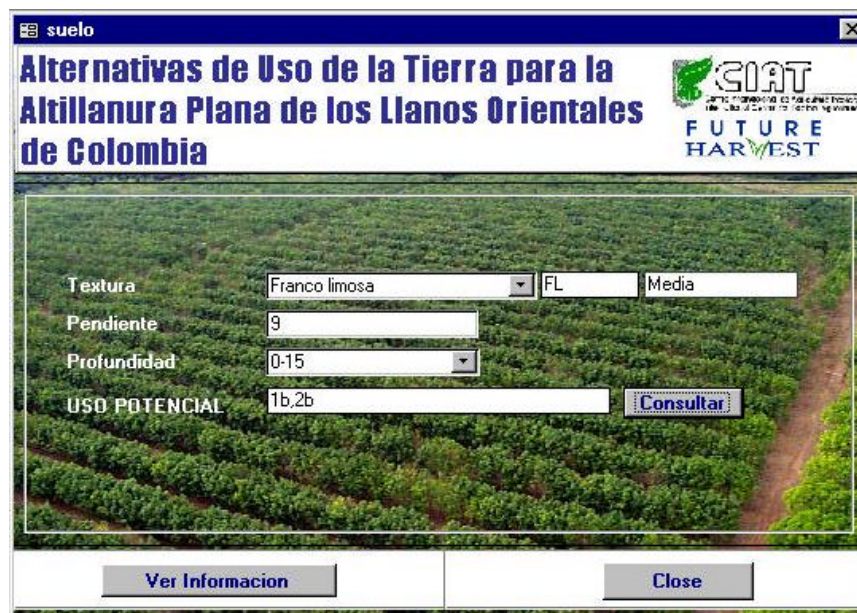 suelo
Alternativas de Uso de la Tierra para la
Altillanura Plana de los Llanos Orientales
de Colombia
CIAT
FUTURE
HARVEST
Textura Franco limosa FL Media
Pendiente 9
Profundidad 0-15
USO POTENCIAL 1b,2b Consultar
Ver Informacion Close